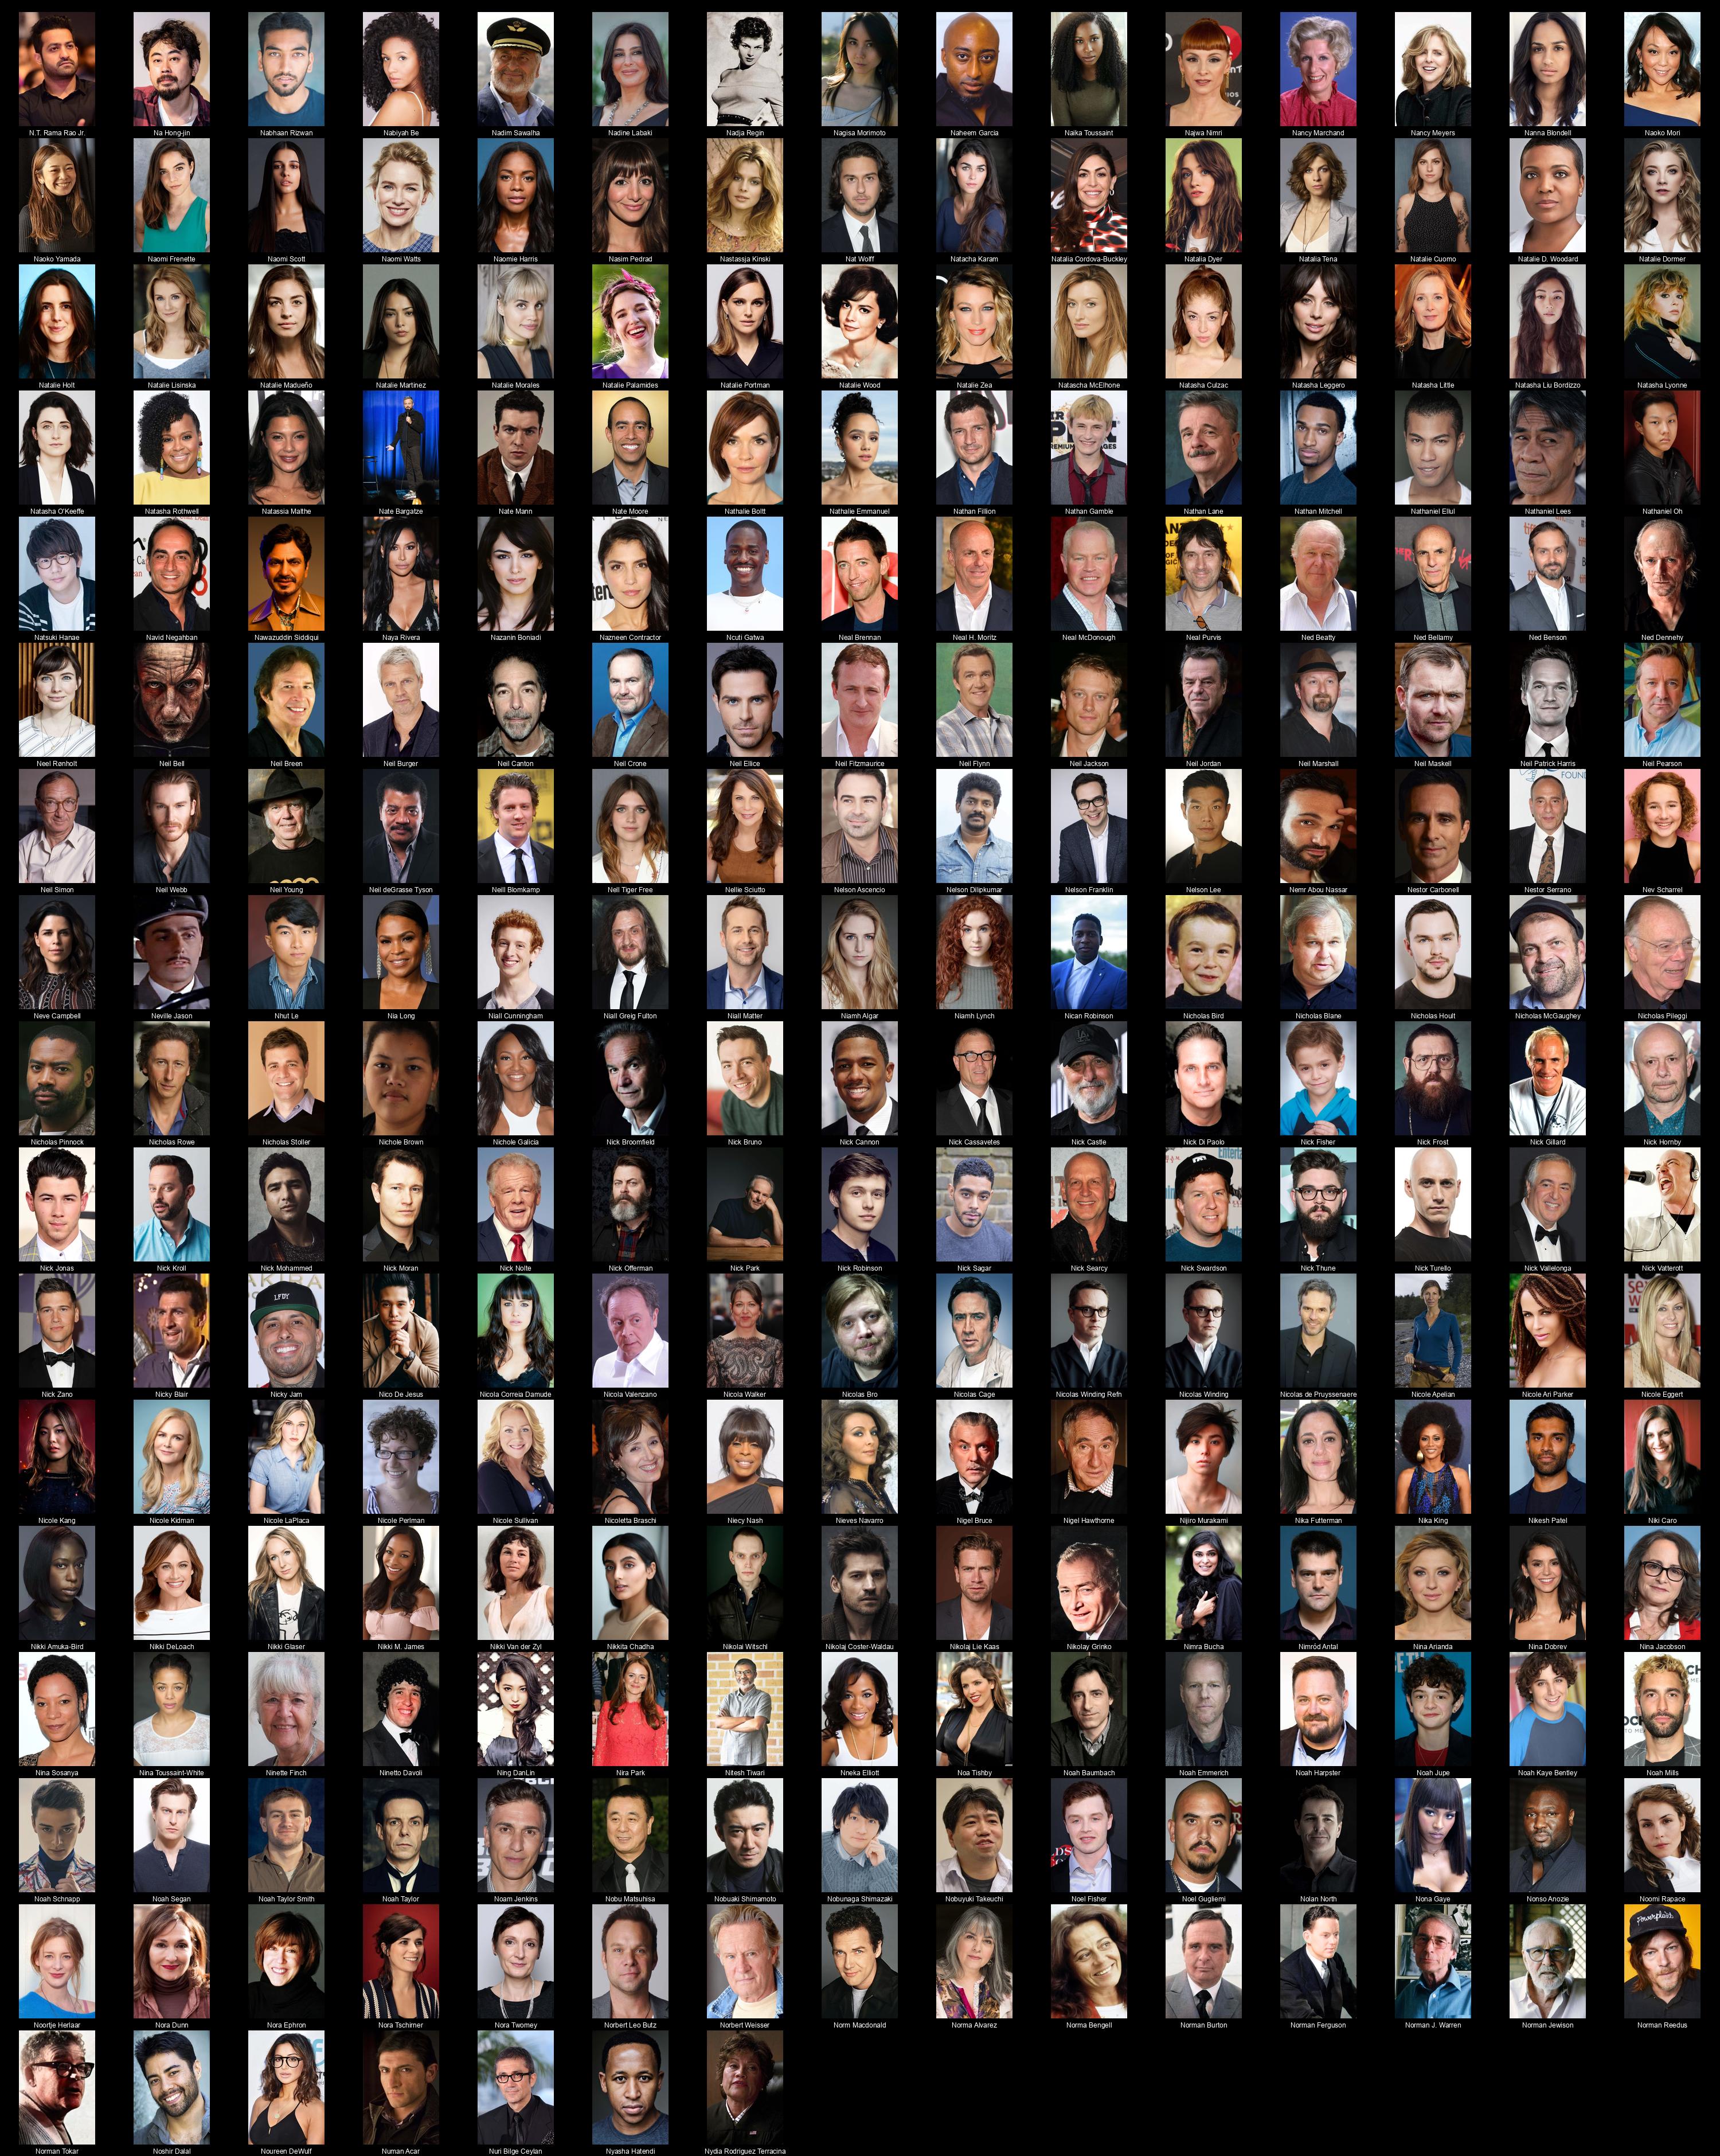 N.T. Rama Rao Jr. Na Hong-jin Nabhaan Rizwan Nabiyah Be Nadim Sawalha Nadine Labaki Nadja Regin Nagisa Morimoto Naheem Garcia Naika Toussaint Najwa Nimri Nancy Marchand Nancy Meyers Nanna Blondell Naoko Mori
Naoko Yamada Naomi Frenette Naomi Scott Naomi Watts Naomie Harris Nasim Pedrad Nastassja Kinski Nat Wolff Natacha Karam Natalia Cordova-Buckley Natalia Dyer Natalia Tena Natalie Cuomo Natalie D. Woodard Natalie Dormer
Natalie Holt Natalie Lisinska Natalie Madueño Natalie Martinez Natalie Morales Natalie Palamides Natalie Portman Natalie Wood Natalie Zea Natascha McElhone Natasha Culzac Natasha Leggero Natasha Little Natasha Liu Bordizzo Natasha Lyonne
Natasha O'Keeffe Natasha Rothwell Natassia Malthe Nate Bargatze Nate Mann Nate Moore Nathalie Boltt Nathalie Emmanuel Nathan Fillion Nathan Gamble Nathan Lane Nathan Mitchell Nathaniel Ellul Nathaniel Lees Nathaniel Oh
Natsuki Hanae Navid Negahban Nawazuddin Siddiqui Naya Rivera Nazanin Boniadi Nazneen Contractor Ncuti Gatwa Neal Brennan Neal H. Moritz Neal McDonough Neal Purvis Ned Beatty Ned Bellamy Ned Benson Ned Dennehy
Neel Rønholt Neil Bell Neil Breen Neil Burger Neil Canton Neil Crone Neil Ellice Neil Fitzmaurice Neil Flynn Neil Jackson Neil Jordan Neil Marshall Neil Maskell Neil Patrick Harris Neil Pearson
Neil Simon Neil Webb Neil Young Neil deGrasse Tyson Neill Blomkamp Nell Tiger Free Nellie Sciutto Nelson Ascencio Nelson Dilipkumar Nelson Franklin Nelson Lee Nemr Abou Nassar Nestor Carbonell Nestor Serrano Nev Scharrel
Neve Campbell Neville Jason Nhut Le Nia Long Niall Cunningham Niall Greig Fulton Niall Matter Niamh Algar Niamh Lynch Nican Robinson Nicholas Bird Nicholas Blane Nicholas Hoult Nicholas McGaughey Nicholas Pileggi
Nicholas Pinnock Nicholas Rowe Nicholas Stoller Nichole Brown Nichole Galicia Nick Broomfield Nick Bruno Nick Cannon Nick Cassavetes Nick Castle Nick Di Paolo Nick Fisher Nick Frost Nick Gillard Nick Hornby
Nick Jonas Nick Kroll Nick Mohammed Nick Moran Nick Nolte Nick Offerman Nick Park Nick Robinson Nick Sagar Nick Searcy Nick Swardson Nick Thune Nick Turello Nick Vallelonga Nick Vatterott
Nick Zano Nicky Blair Nicky Jam Nico De Jesus Nicola Correia Damude Nicola Valenzano Nicola Walker Nicolas Bro Nicolas Cage Nicolas Winding Refn Nicolas Winding Nicolas de Pruyssenaere Nicole Apelian Nicole Ari Parker Nicole Eggert
Nicole Kang Nicole Kidman Nicole LaPlaca Nicole Perlman Nicole Sullivan Nicoletta Braschi Niecy Nash Nieves Navarro Nigel Bruce Nigel Hawthorne Nijiro Murakami Nika Futterman Nika King Nikesh Patel Niki Caro
Nikki Amuka-Bird Nikki DeLoach Nikki Glaser Nikki M. James Nikki Van der Zyl Nikkita Chadha Nikolai Witschl Nikolaj Coster-Waldau Nikolaj Lie Kaas Nikolay Grinko Nimra Bucha Nimród Antal Nina Arianda Nina Dobrev Nina Jacobson
Nina Sosanya Nina Toussaint-White Ninette Finch Ninetto Davoli Ning DanLin Nira Park Nitesh Tiwari Nneka Elliott Noa Tishby Noah Baumbach Noah Emmerich Noah Harpster Noah Jupe Noah Kaye Bentley Noah Mills
Noah Schnapp Noah Segan Noah Taylor Smith Noah Taylor Noam Jenkins Nobu Matsuhisa Nobuaki Shimamoto Nobunaga Shimazaki Nobuyuki Takeuchi Noel Fisher Noel Gugliemi Nolan North Nona Gaye Nonso Anozie Noomi Rapace
Noortje Herlaar Nora Dunn Nora Ephron Nora Tschirner Nora Twomey Norbert Leo Butz Norbert Weisser Norm Macdonald Norma Alvarez Norma Bengell Norman Burton Norman Ferguson Norman J. Warren Norman Jewison Norman Reedus
Norman Tokar Noshir Dalal Noureen DeWulf Numan Acar Nuri Bilge Ceylan Nyasha Hatendi Nydia Rodriguez Terracina